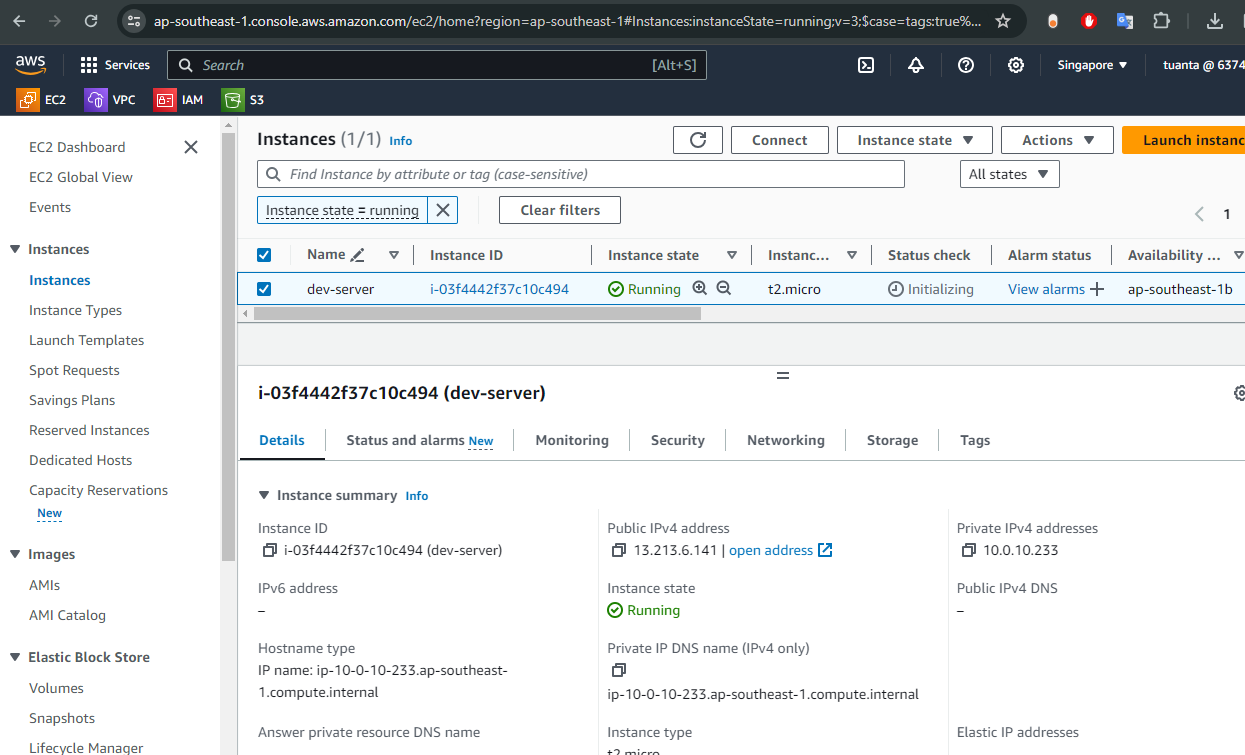 ap-southeast-1.console.aws.amazon.com/ec2/home?region=ap-southeast-1#Instances:instanceState=running;v=3;$case=tags:true%...
aws Services Search [Alt+S] Singapore tuanta @ 6374
EC2 VPC IAM S3
EC2 Dashboard
EC2 Global View
Events
Instances
Instances
Instance Types
Launch Templates
Spot Requests
Savings Plans
Reserved Instances
Dedicated Hosts
Capacity Reservations
New
Images
AMIs
AMI Catalog
Elastic Block Store
Volumes
Snapshots
Lifecycle Manager
Instances (1/1) Info Connect Instance state Actions Launch instanc
Find Instance by attribute or tag (case-sensitive) All states
Instance state = running Clear filters 1
Name Instance ID Instance state Instanc... Status check Alarm status Availability ...
dev-server i-03f4442f37c10c494 Running t2.micro Initializing View alarms + ap-southeast-1b
i-03f4442f37c10c494 (dev-server)
Details Status and alarms New Monitoring Security Networking Storage Tags
Instance summary Info
Instance ID
i-03f4442f37c10c494 (dev-server)
Public IPv4 address
13.213.6.141 | open address
Private IPv4 addresses
10.0.10.233
IPv6 address
–
Instance state
Running
Public IPv4 DNS
–
Hostname type
IP name: ip-10-0-10-233.ap-southeast-
1.compute.internal
Private IP DNS name (IPv4 only)
ip-10-0-10-233.ap-southeast-1.compute.internal
Answer private resource DNS name
Instance type
t2.micro
Elastic IP addresses